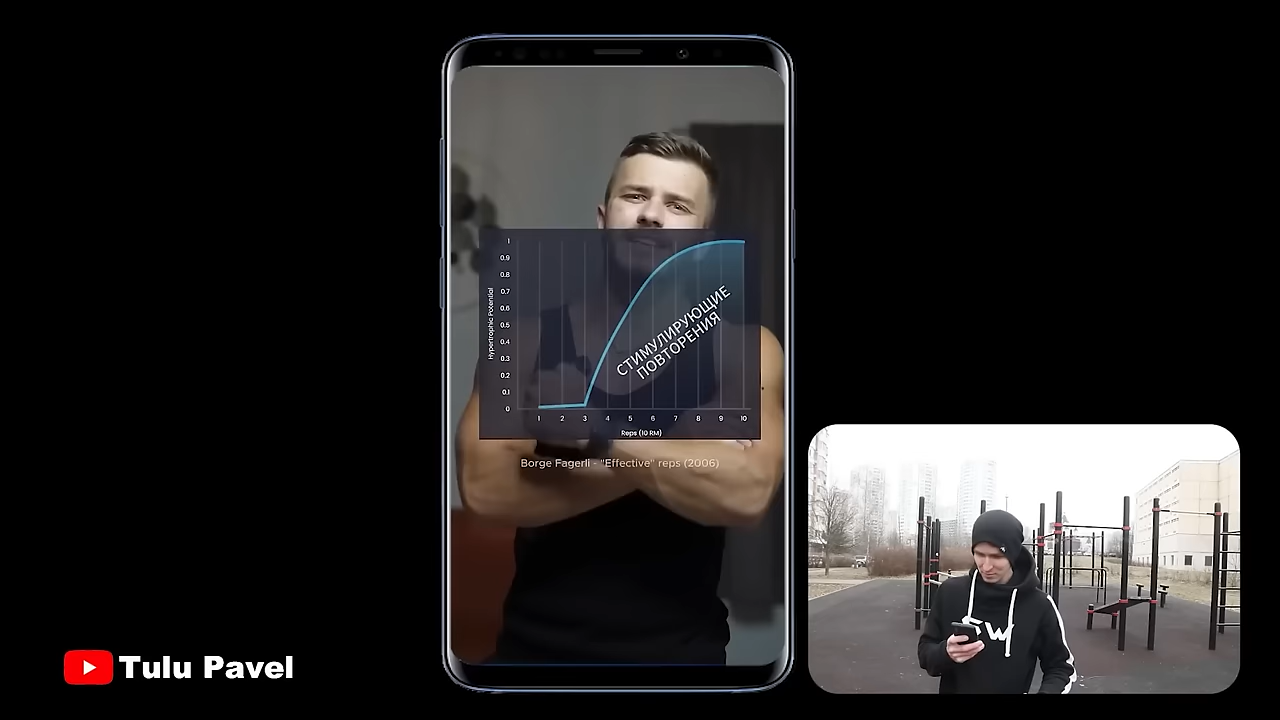 1
0.9
0.8
0.7
0.6
0.5
0.4
0.3
0.2
0.1
0
Hypertrophic Potential
СТИМУЛИРУЮЩИЕ
ПОВТОРЕНИЯ
1 2 3 4 5 6 7 8 9 10
Reps (10 RM)
Borge Fagerli - "Effective" reps (2006)
Tulu Pavel